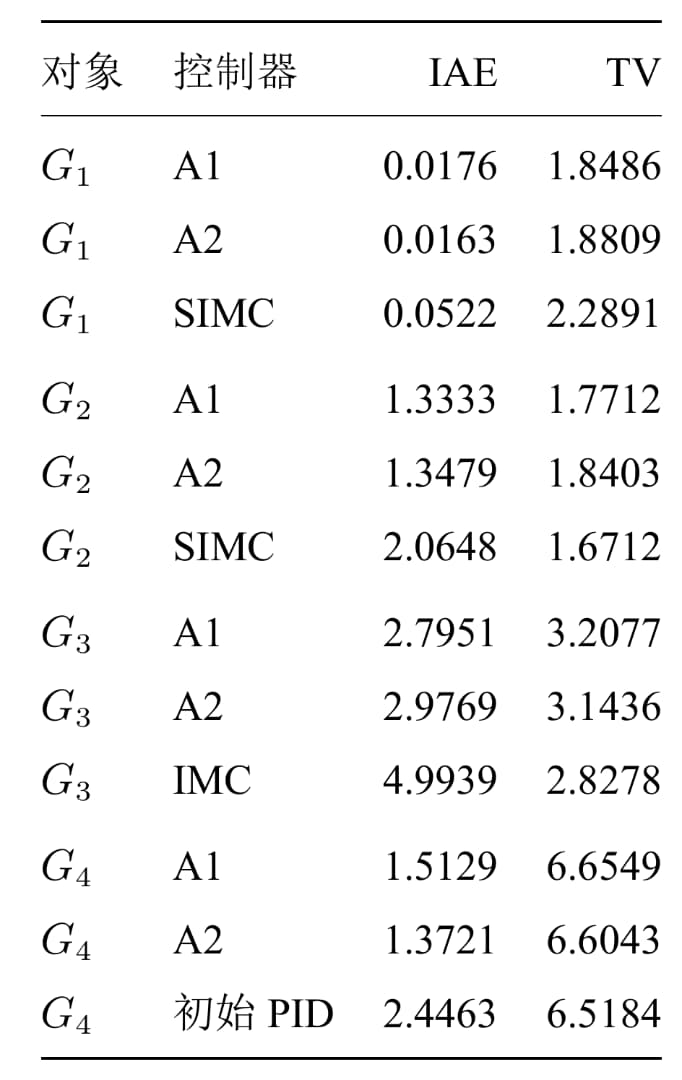 对象 控制器 IAE TV
G1 A1 0.0176 1.8486
G1 A2 0.0163 1.8809
G1 SIMC 0.0522 2.2891
G2 A1 1.3333 1.7712
G2 A2 1.3479 1.8403
G2 SIMC 2.0648 1.6712
G3 A1 2.7951 3.2077
G3 A2 2.9769 3.1436
G3 IMC 4.9939 2.8278
G4 A1 1.5129 6.6549
G4 A2 1.3721 6.6043
G4 初始 PID 2.4463 6.5184